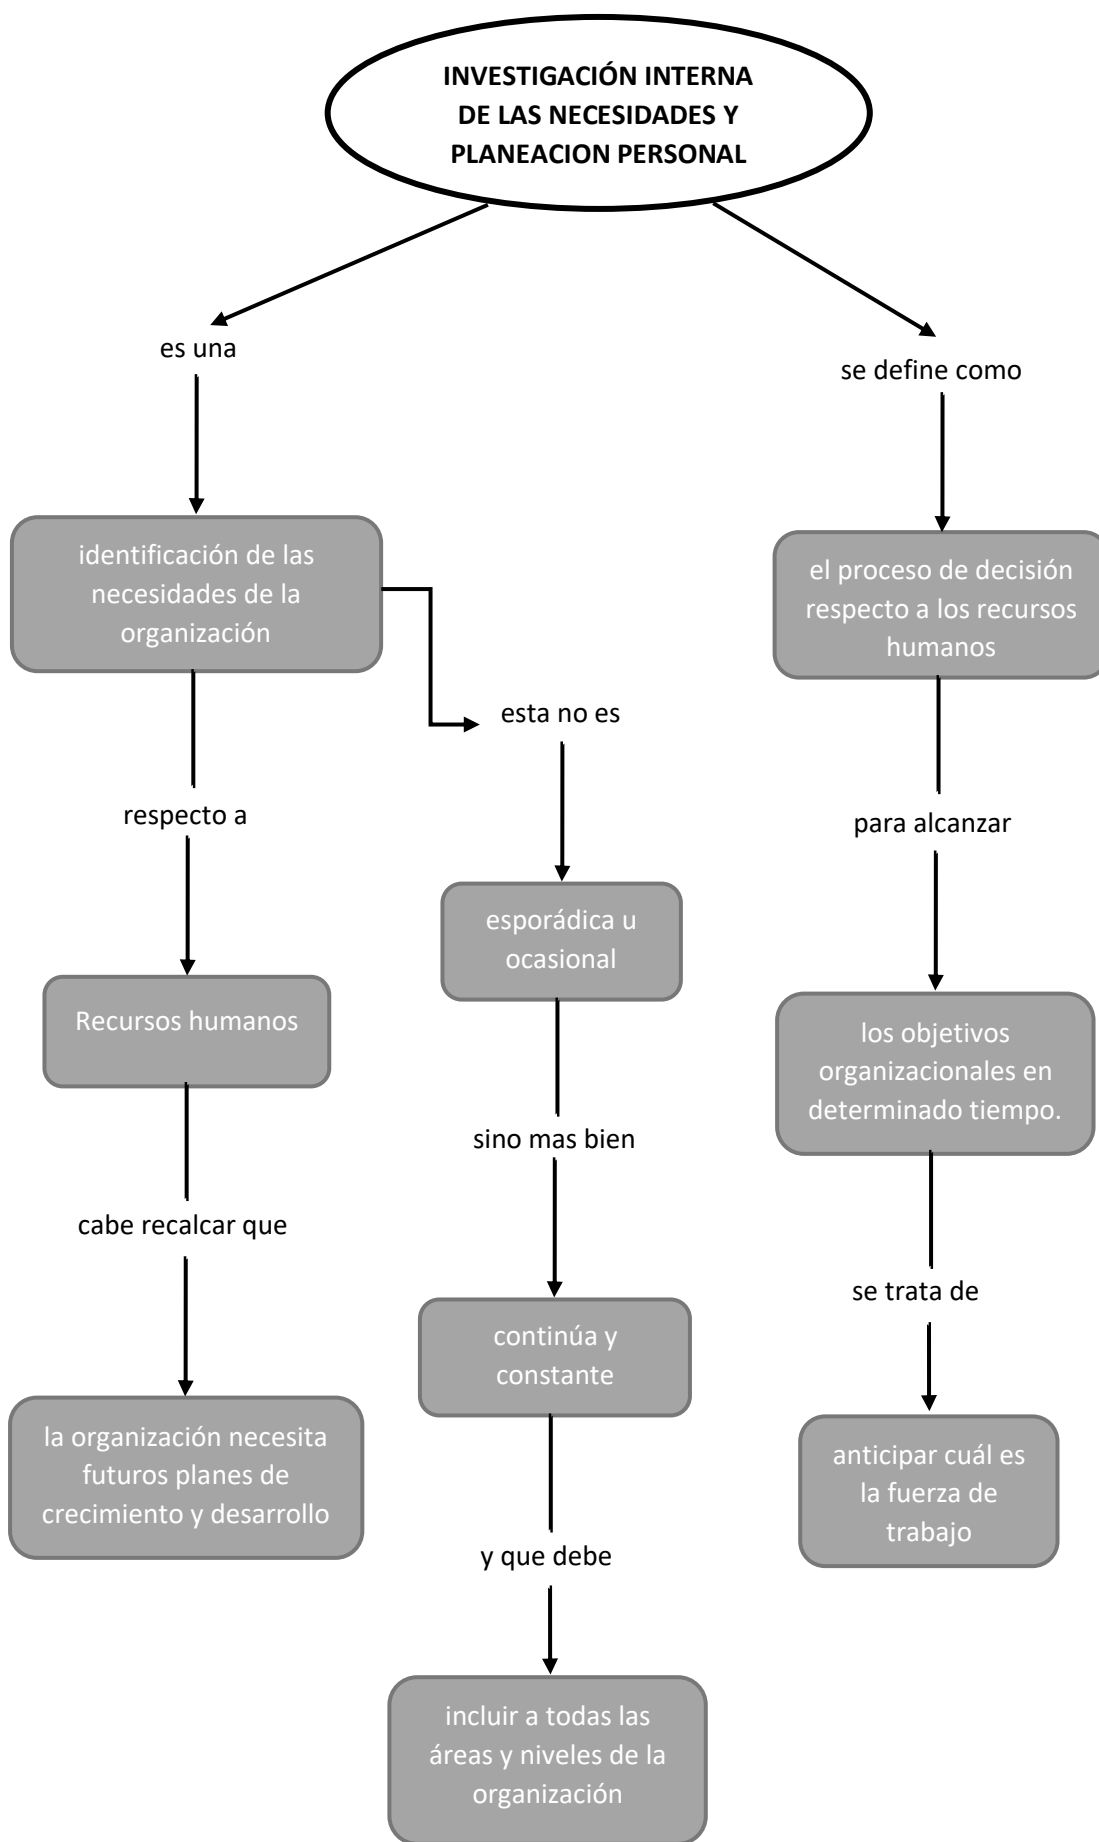 INVESTIGACIÓN INTERNA
DE LAS NECESIDADES Y
PLANEACION PERSONAL
es una
identificación de las
necesidades de la
organización
respecto a
Recursos humanos
cabe recalcar que
la organización necesita
futuros planes de
crecimiento y desarrollo
esta no es
esporádica u
ocasional
sino mas bien
continúa y
constante
y que debe
incluir a todas las
áreas y niveles de la
organización
se define como
el proceso de decisión
respecto a los recursos
humanos
para alcanzar
los objetivos
organizacionales en
determinado tiempo.
se trata de
anticipar cuál es
la fuerza de
trabajo